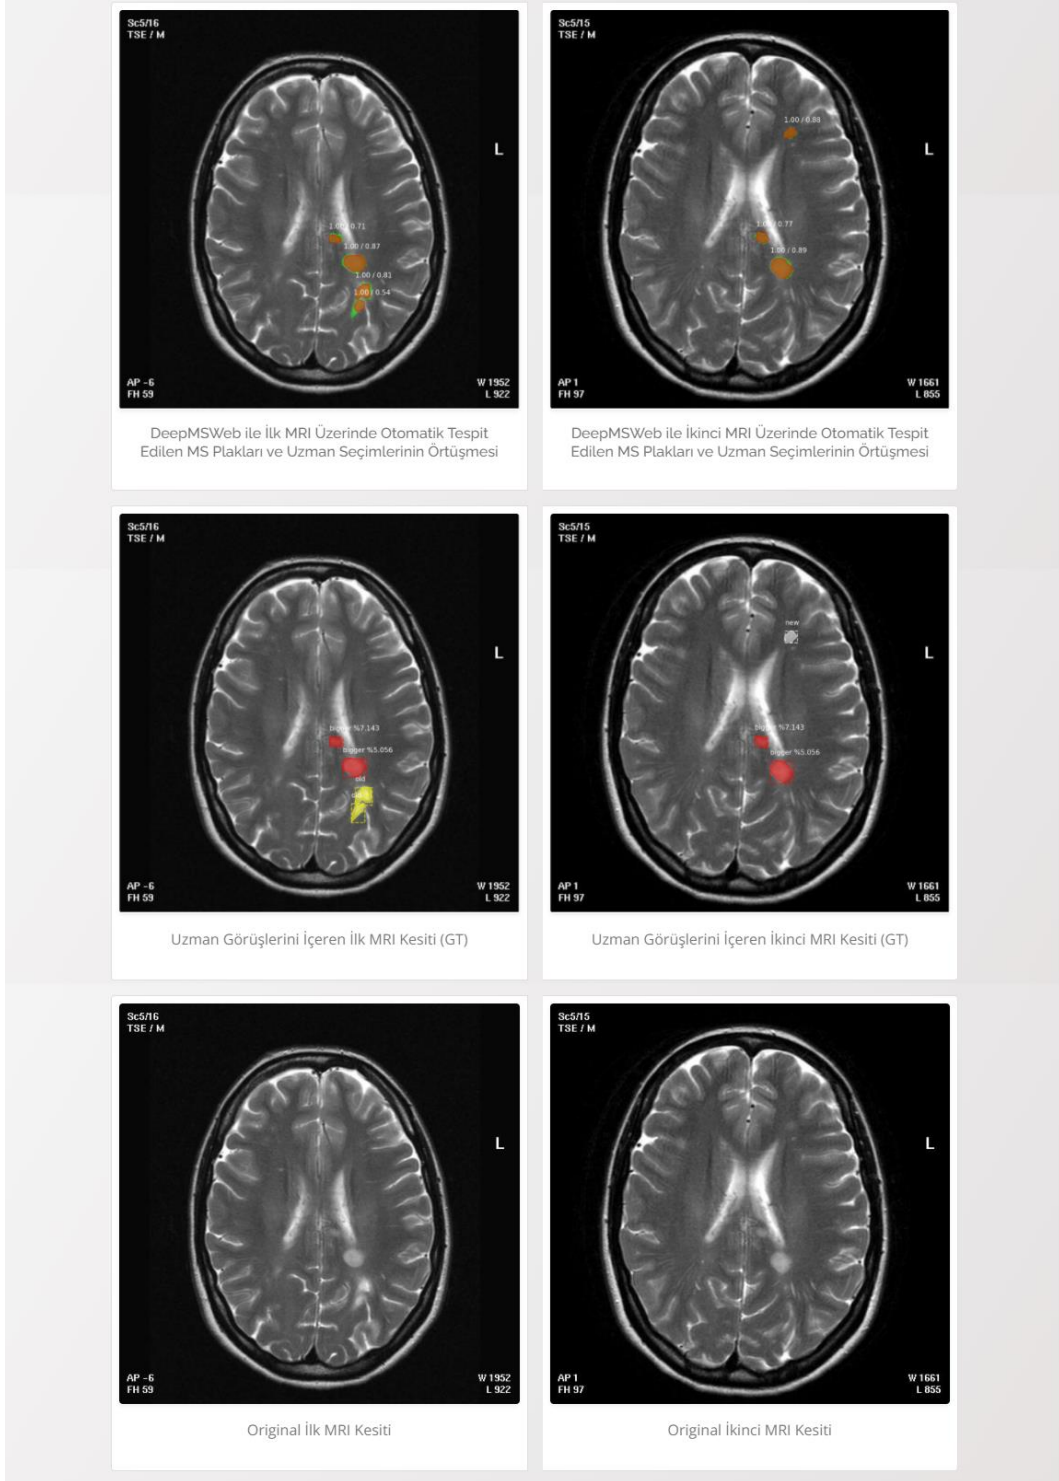 Sc5/16
TSE / M
1.00 / 0.71
1.00 / 0.87
1.00 / 0.81
1.00 / 0.54
L
AP -6
FH 59
W 1952
L 922
DeepMSWeb ile İlk MRI Üzerinde Otomatik Tespit
Edilen MS Plakları ve Uzman Seçimlerinin Örtüşmesi
Sc5/15
TSE / M
1.00 / 0.88
1.00 / 0.77
1.00 / 0.89
L
AP 1
FH 97
W 1661
L 855
DeepMSWeb ile İkinci MRI Üzerinde Otomatik Tespit
Edilen MS Plakları ve Uzman Seçimlerinin Örtüşmesi
Sc5/16
TSE / M
bigger %7.143
bigger %5.056
old
L
AP -6
FH 59
W 1952
L 922
Uzman Görüşlerini İçeren İlk MRI Kesiti (GT)
Sc5/15
TSE / M
new
bigger %7.143
bigger %5.056
L
AP 1
FH 97
W 1661
L 855
Uzman Görüşlerini İçeren İkinci MRI Kesiti (GT)
Sc5/16
TSE / M
L
AP -6
FH 59
W 1952
L 922
Original İlk MRI Kesiti
Sc5/15
TSE / M
L
AP 1
FH 97
W 1661
L 855
Original İkinci MRI Kesiti